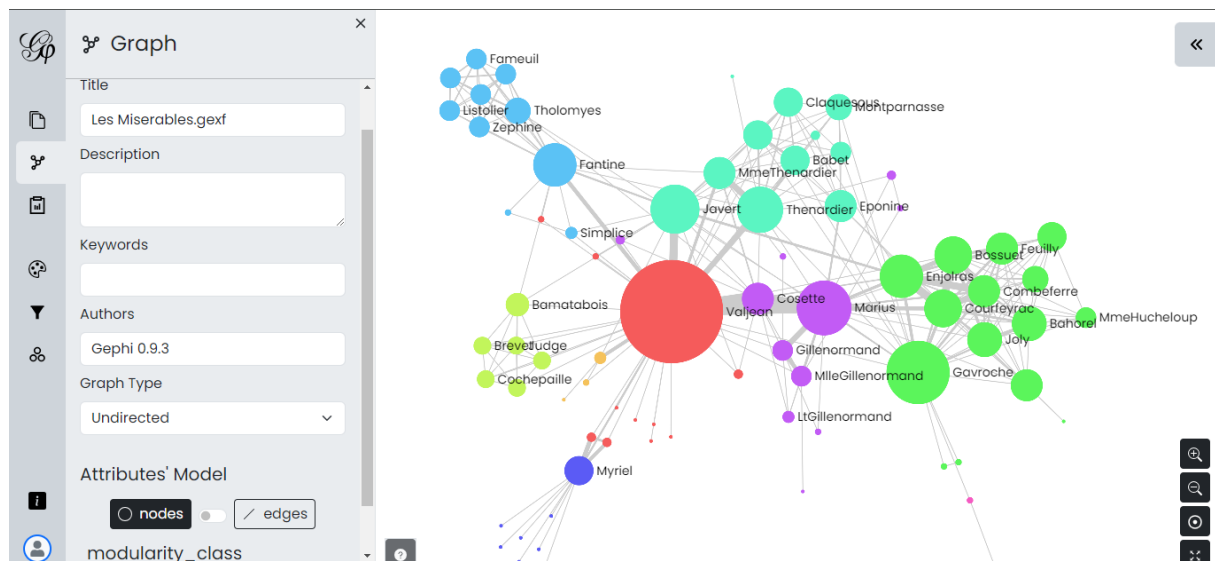 Graph
Title
Les Miserables.gexf
Description
Keywords
Authors
Gephi 0.9.3
Graph Type
Undirected
Attributes' Model
nodes
edges
modularity_class
Fameuil
Listolier
Tholomyes
Zephine
Fantine
Simplice
Claquesous
Montparnasse
Babet
MmeThenardier
Javert
Thenardier
Eponine
Bossuet
Feuilly
Enjolras
Combeferre
Courfeyrac
Bahorel
MmeHucheloup
Joly
Gavroche
Cosette
Marius
Valjean
Bamatabois
Brevet
Judge
Cochepaille
Gillenormand
MlleGillenormand
LtGillenormand
Myriel